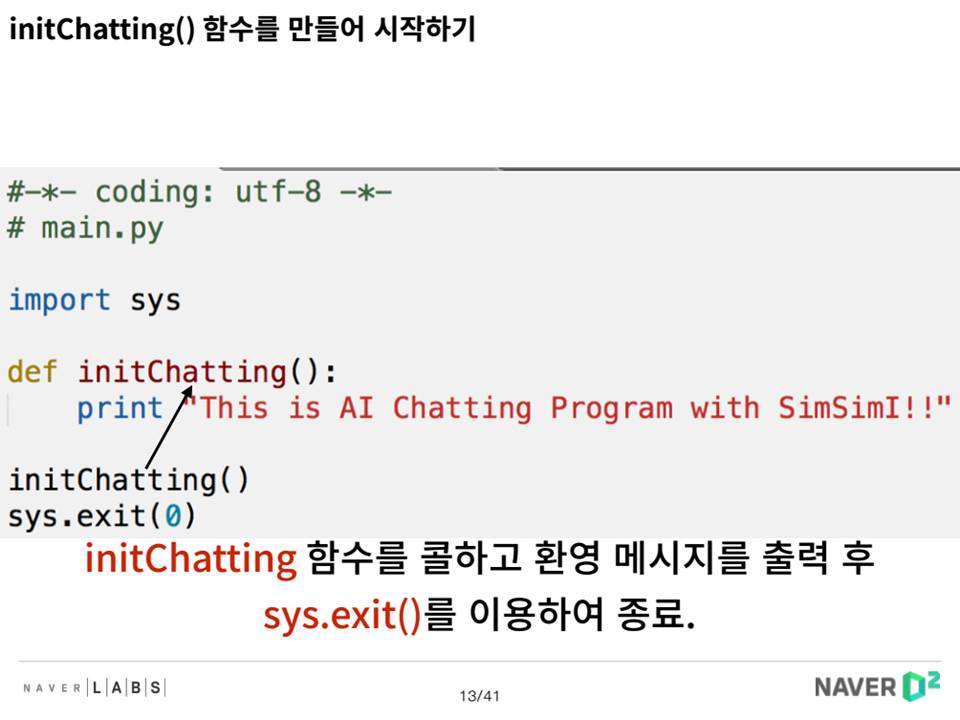 initChatting() 함수를 만들어 시작하기
#-*- coding: utf-8 -*-
# main.py
import sys
def initChatting():
print "This is AI Chatting Program with SimSimI!!"
initChatting()
sys.exit(0)
initChatting 함수를 콜하고 환영 메시지를 출력 후
sys.exit()를 이용하여 종료.
NAVER|L|A|B|S|
13/41
NAVER D2